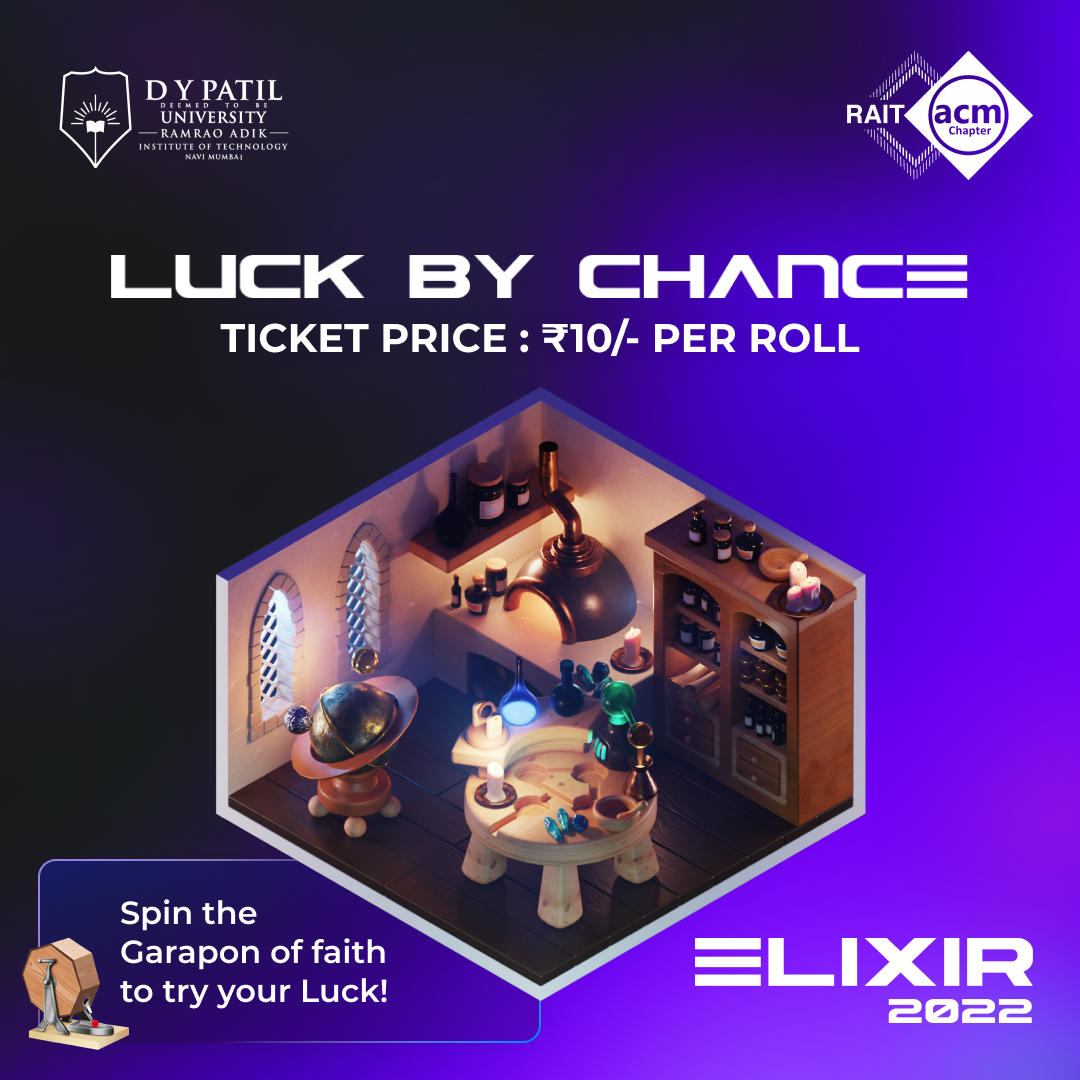 D Y PATIL
DEEMED TO BE
UNIVERSITY
RAMRAO ADIK
INSTITUTE OF TECHNOLOGY
NAVI MUMBAI
RAIT acm
Chapter
LUCK BY CHANCE
TICKET PRICE : ₹10/- PER ROLL
Spin the
Garapon of faith
to try your Luck!
ELIXIR
2022